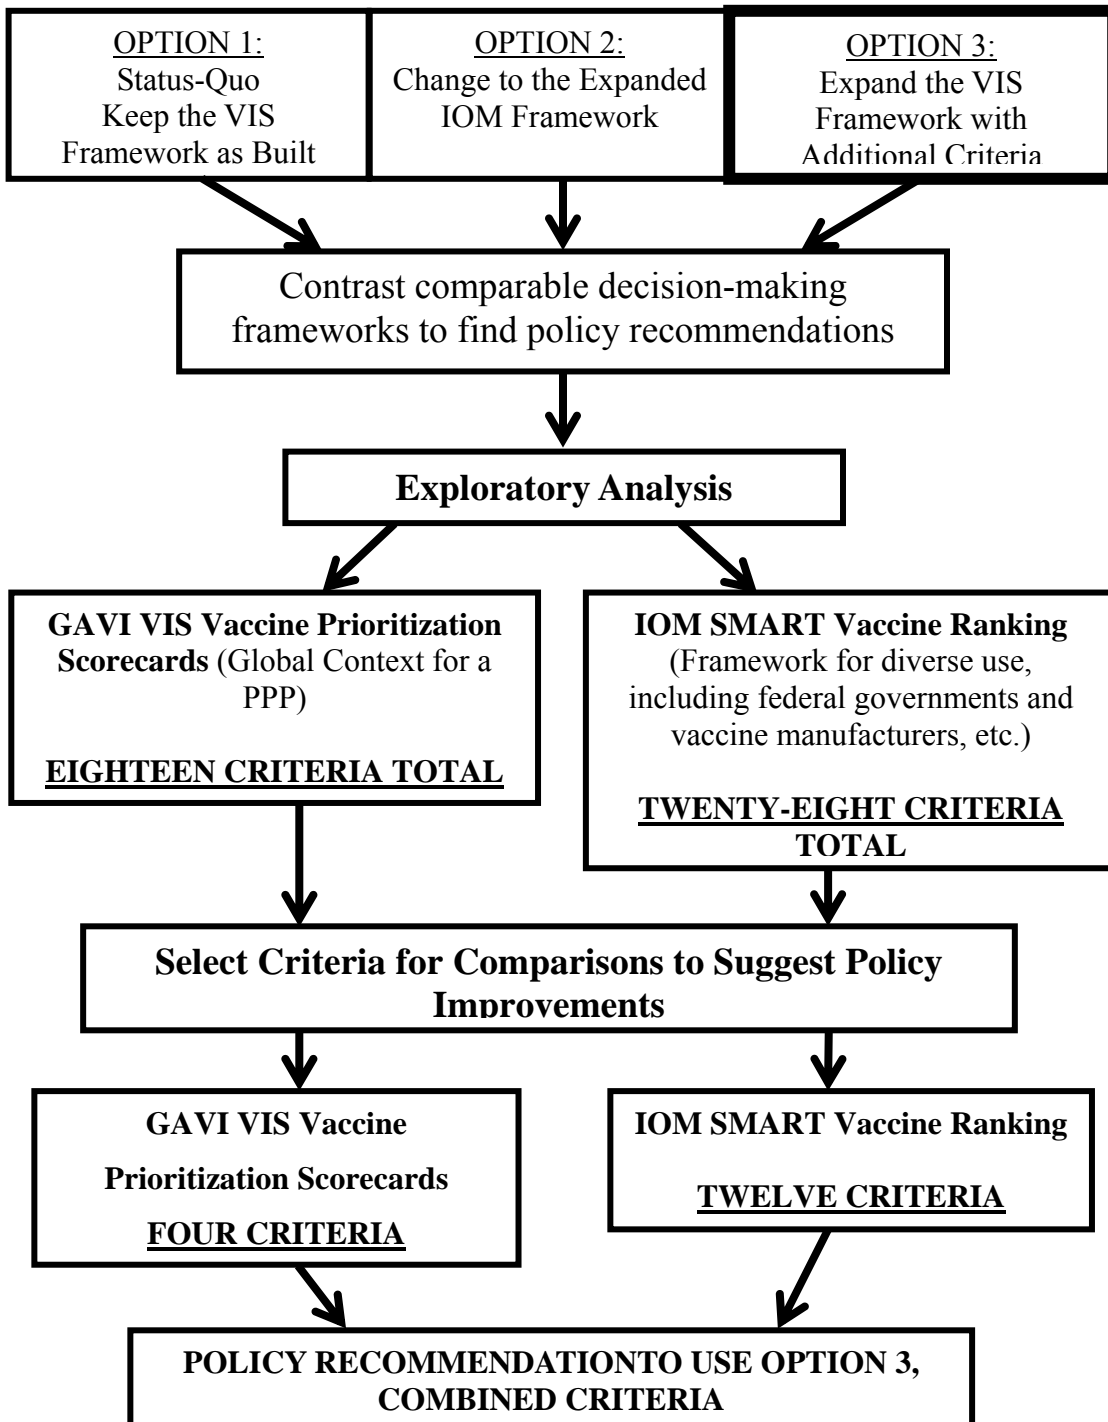 OPTION 1:
Status-Quo
Keep the VIS
Framework as Built
OPTION 2:
Change to the Expanded
IOM Framework
OPTION 3:
Expand the VIS
Framework with
Additional Criteria
Contrast comparable decision-making
frameworks to find policy recommendations
Exploratory Analysis
GAVI VIS Vaccine Prioritization
Scorecards (Global Context for a
PPP)
EIGHTEEN CRITERIA TOTAL
IOM SMART Vaccine Ranking
(Framework for diverse use,
including federal governments and
vaccine manufacturers, etc.)
TWENTY-EIGHT CRITERIA
TOTAL
Select Criteria for Comparisons to Suggest Policy
Improvements
GAVI VIS Vaccine
Prioritization Scorecards
FOUR CRITERIA
IOM SMART Vaccine Ranking
TWELVE CRITERIA
POLICY RECOMMENDATIONTO USE OPTION 3,
COMBINED CRITERIA